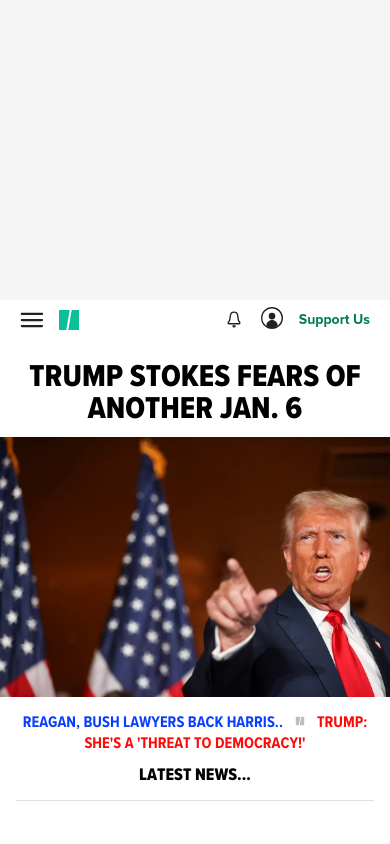 Support Us
TRUMP STOKES FEARS OF
ANOTHER JAN. 6
REAGAN, BUSH LAWYERS BACK HARRIS.. TRUMP:
SHE'S A 'THREAT TO DEMOCRACY!'
LATEST NEWS...